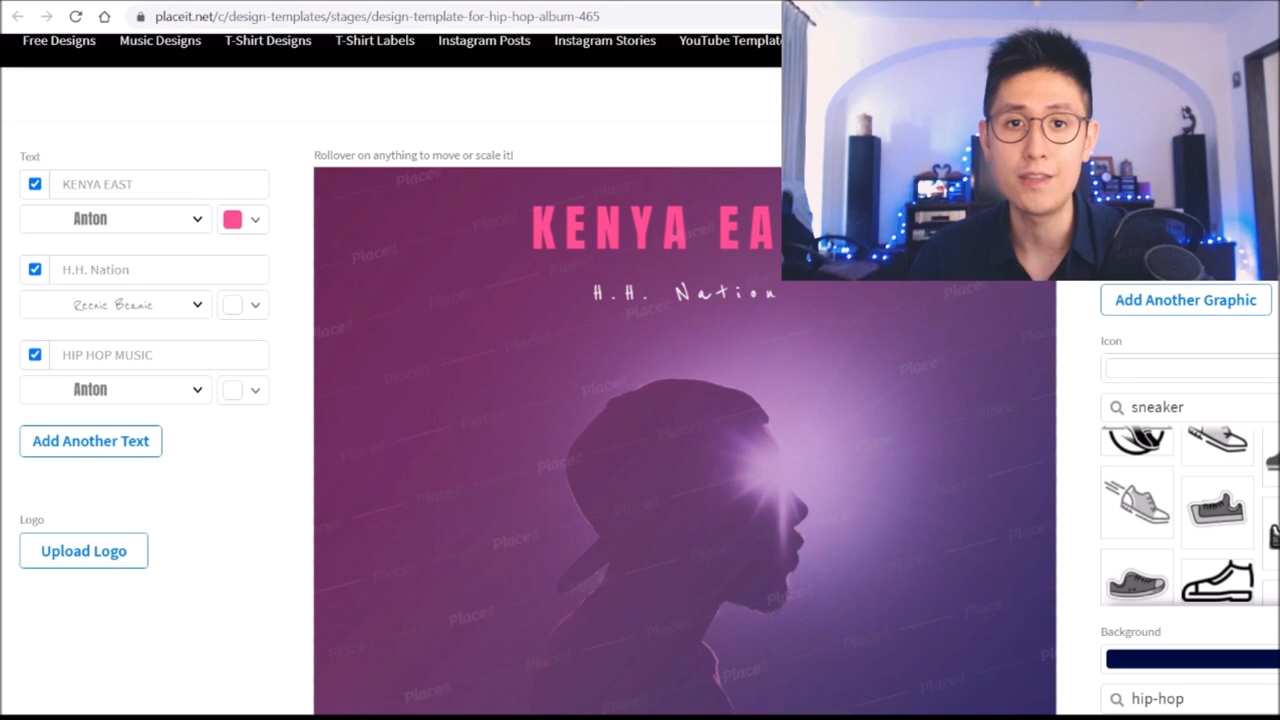 placeit.net/c/design-templates/stages/design-template-for-hip-hop-album-465
Free Designs Music Designs T-Shirt Designs T-Shirt Labels Instagram Posts Instagram Stories YouTube Templat
Text
Rollover on anything to move or scale it!
KENYA EAST
Anton
H.H. Nation
Reenie Beanie
HIP HOP MUSIC
Anton
Add Another Text
Logo
Upload Logo
KENYA EA
H.H. Nation
Placeit
Add Another Graphic
Icon
sneaker
Background
hip-hop